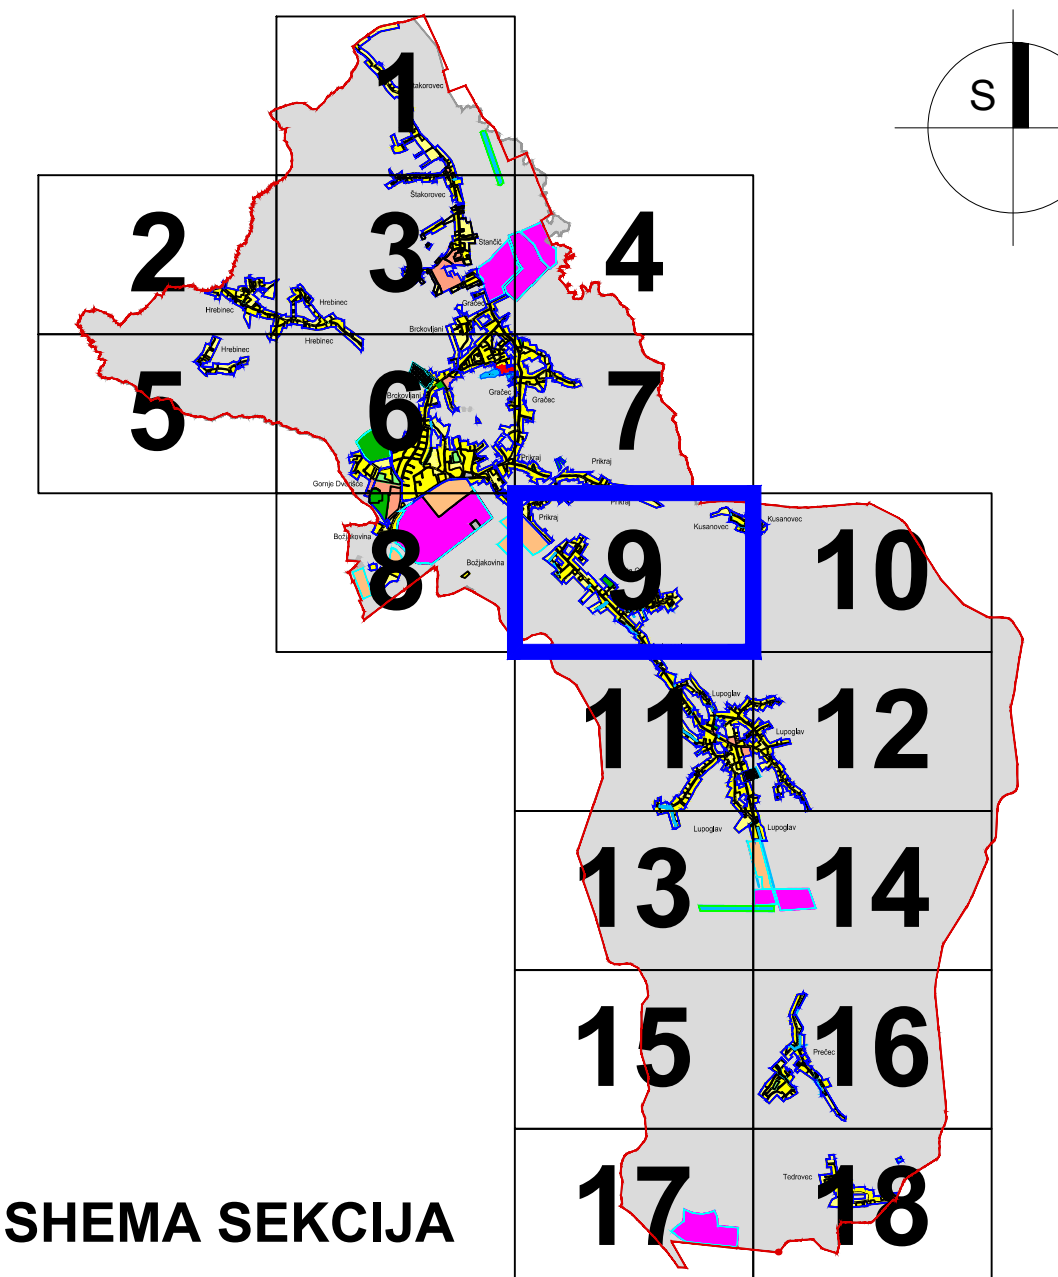 S
1
Štakorovec
2
3
4
Štakorovec
Stančić
Hrebinec
Hrebinec
Gračec
Brckovljani
Hrebinec
Hrebinec
5
6
7
Brckovljani
Gračec
Gračec
Prikraj
Prikraj
Gornje Dvorišće
Prikraj
Prikraj
Kusanovec
Kusanovec
Božjakovina
8
Božjakovina
9
10
11
12
Lupoglav
Lupoglav
Lupoglav
Lupoglav
13
14
15
16
Prečec
17
18
Tedrovec
SHEMA SEKCIJA